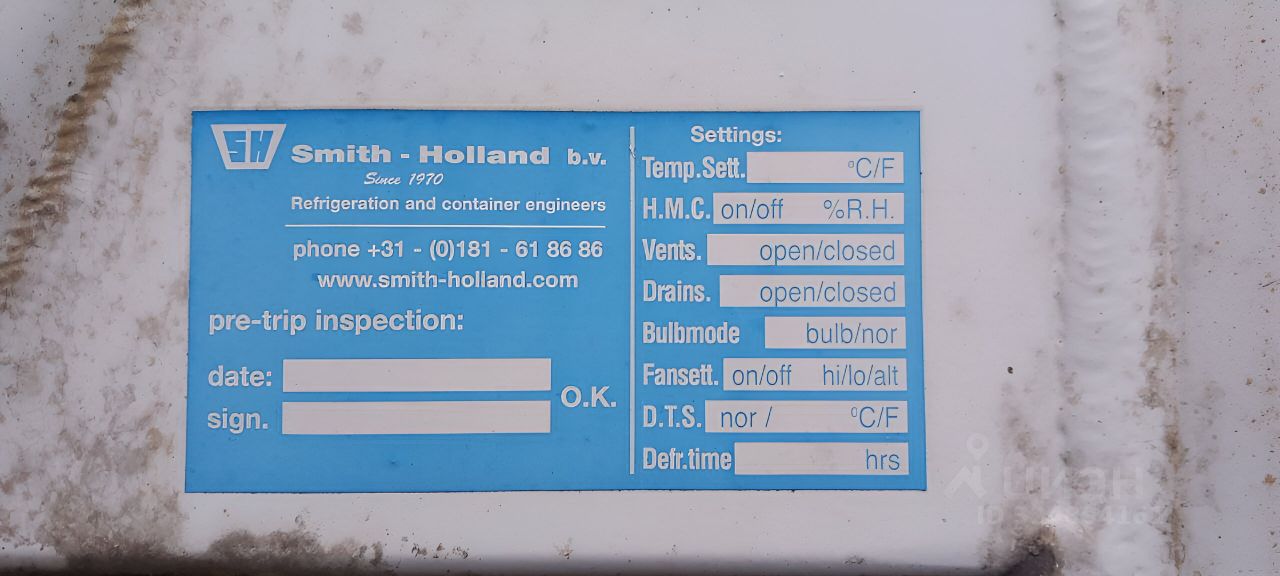 SH
Smith - Holland b.v.
Since 1970
Refrigeration and container engineers
phone +31 - (0)181 - 61 86 86
www.smith-holland.com
pre-trip inspection:
date:
sign.
O.K.
Settings:
Temp.Sett. °C/F
H.M.C. on/off %R.H.
Vents. open/closed
Drains. open/closed
Bulbmode bulb/nor
Fansett. on/off hi/lo/alt
D.T.S. nor / °C/F
Defr.time hrs
циан